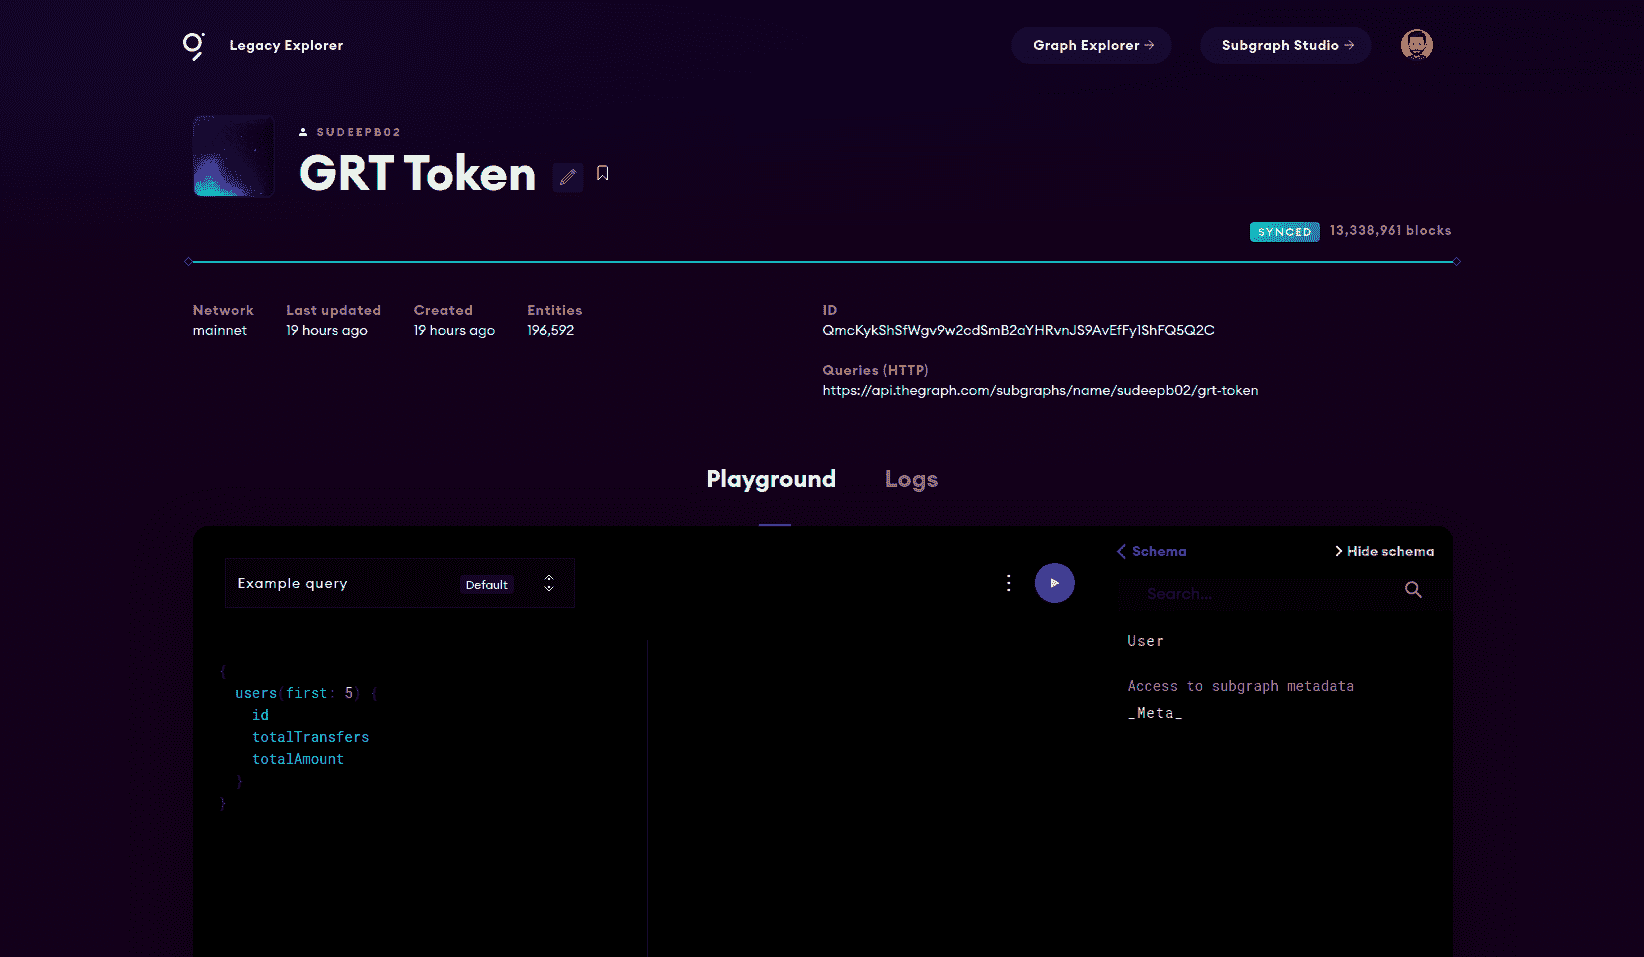 Legacy Explorer
Graph Explorer →
Subgraph Studio →
SUDEEPB02
GRT Token
SYNCED 13,338,961 blocks
Network
mainnet
Last updated
19 hours ago
Created
19 hours ago
Entities
196,592
ID
QmcKykShSfWgv9w2cdSmB2aYHRvnJS9AvEfFy1ShFQ5Q2C
Queries (HTTP)
https://api.thegraph.com/subgraphs/name/sudeepb02/grt-token
Playground
Logs
Example query
Default
{
users(first: 5) {
id
totalTransfers
totalAmount
}
}
Schema
Hide schema
Search...
User
Access to subgraph metadata
_Meta_